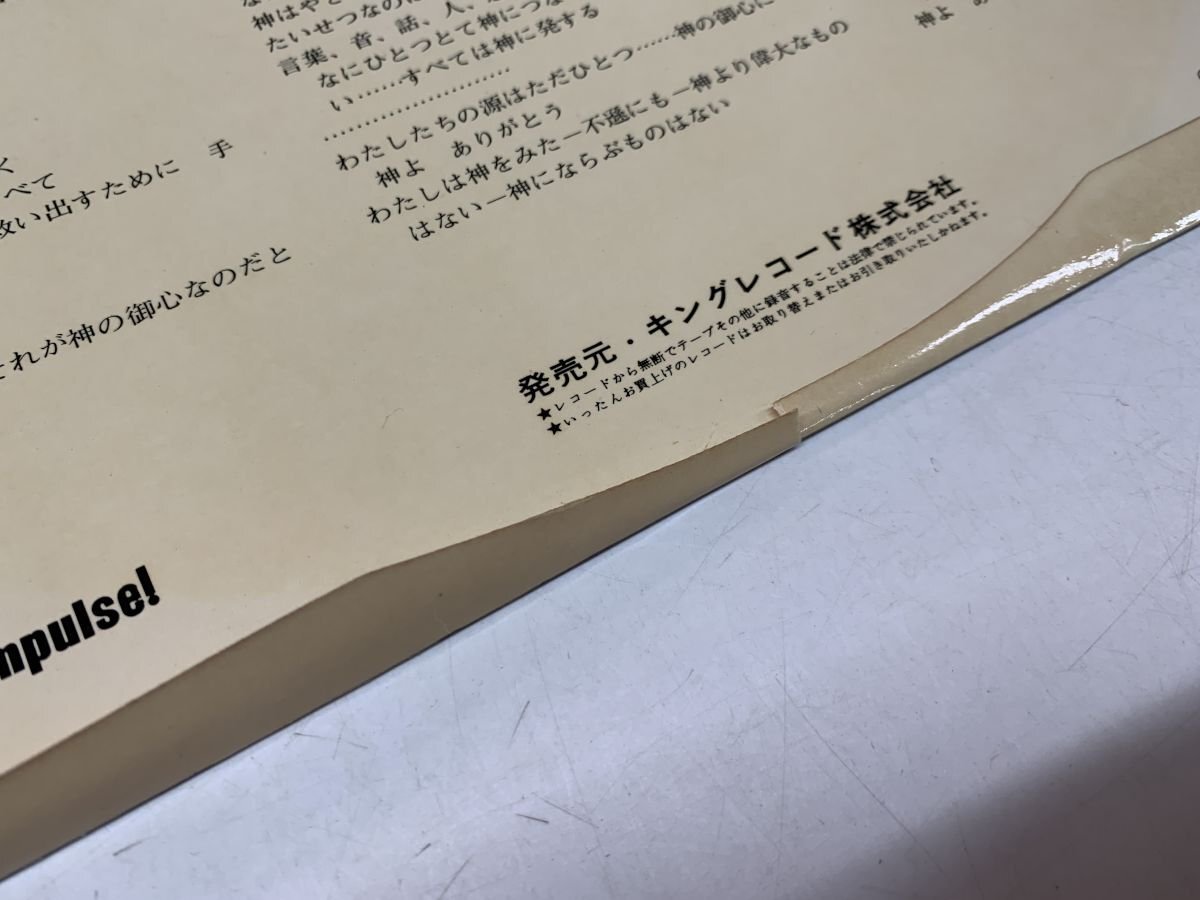 神はやさ
たいせつなのに
言葉、音、話、人、
なにひとつとて神につな
い……すべては神に発する
……………………
わたしたちの源はただひとつ……神の御心に
神よ ありがとう
わたしは神をみた－不遜にも－神より偉大なもの
はない－神にならぶものはない
神よ あ
く
べて
救い出すために 手
それが神の御心なのだと
発売元・キングレコード株式会社
★レコードから無断でテープその他に録音することは法律で禁じられています。
★いったんお買上げのレコードはお取り替えまたはお引き取りいたしかねます。
mpulse!